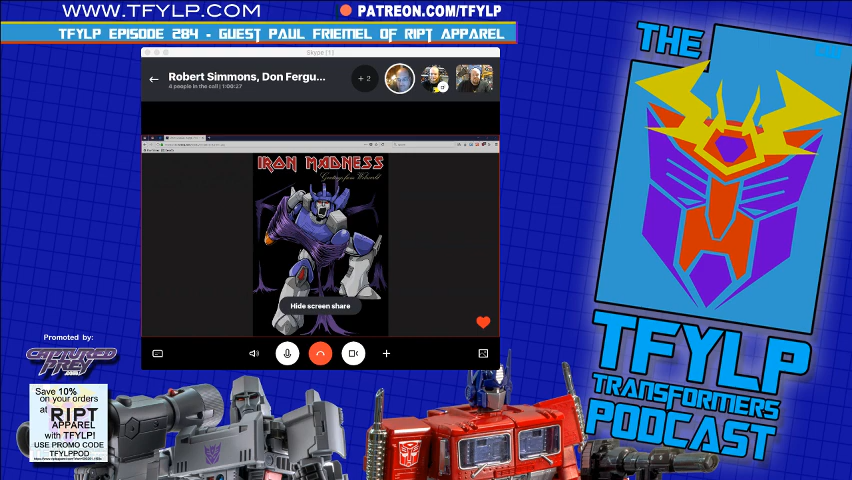 WWW.TFYLP.COM
PATREON.COM/TFYLP
TFYLP EPISODE 284 - GUEST PAUL FRIEMEL OF RIPT APPAREL
Skype [1]
Robert Simmons, Don Fergu...
4 people in the call | 1:00:27
+ 2
IRON MADNESS
Hide screen share
THE
TFYLP
TRANSFORMERS
PODCAST
Promoted by:
CAPTURED
PREY
Save 10%
on your orders
at RIPT
APPAREL
with TFYLP!
USE PROMO CODE
TFYLPPOD